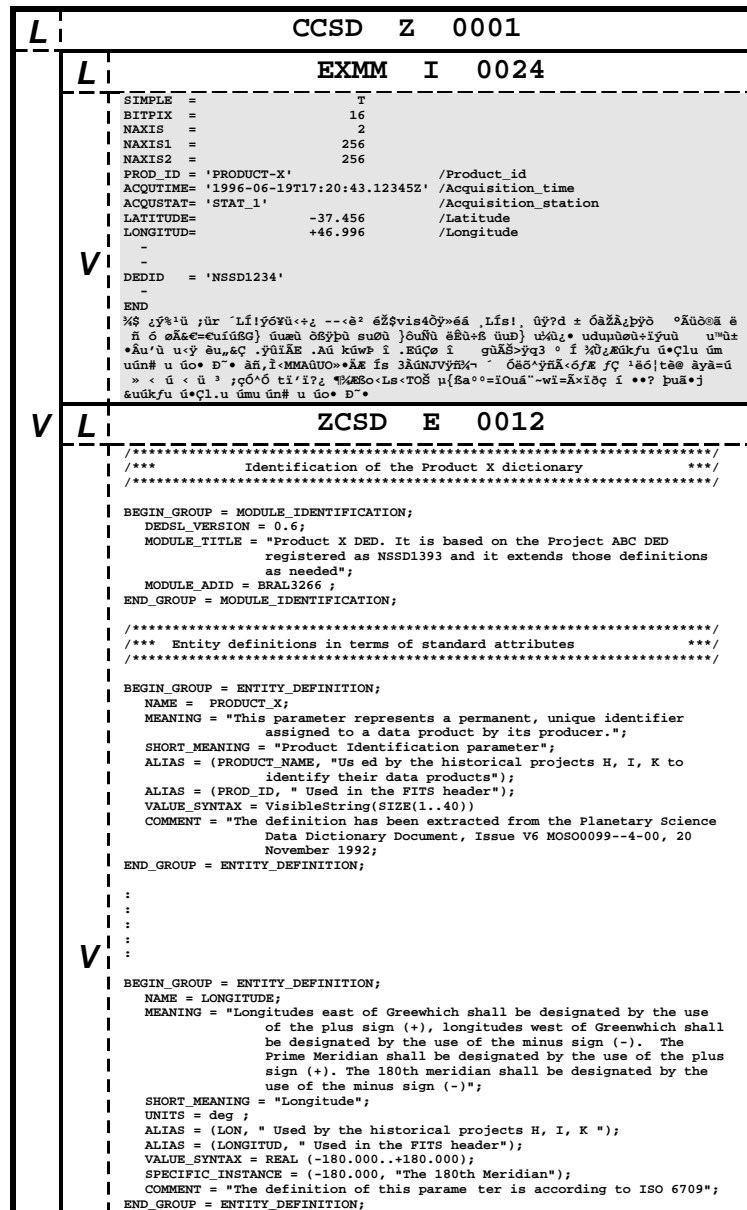 L CCSD Z 0001
L EXMM I 0024
SIMPLE = T
BITPIX = 16
NAXIS = 2
NAXIS1 = 256
NAXIS2 = 256
PROD_ID = 'PRODUCT-X' /Product_id
ACQUTIME= '1996-06-19T17:20:43.12345Z' /Acquisition_time
ACQUSTAT= 'STAT_1' /Acquisition_station
LATITUDE= -37.456 /Latitude
LONGITUD= +46.996 /Longitude
-
-
V
DEDID = 'NSSD1234'
-
END
V L ZCSD E 0012
/*************************************************************************/
/*** Identification of the Product X dictionary ***/
/*************************************************************************/
BEGIN_GROUP = MODULE_IDENTIFICATION;
DEDSL_VERSION = 0.6;
MODULE_TITLE = "Product X DED. It is based on the Project ABC DED
registered as NSSD1393 and it extends those definitions
as needed";
MODULE_ADID = BRAL3266 ;
END_GROUP = MODULE_IDENTIFICATION;
/*************************************************************************/
/*** Entity definitions in terms of standard attributes ***/
/*************************************************************************/
BEGIN_GROUP = ENTITY_DEFINITION;
NAME = PRODUCT_X;
MEANING = "This parameter represents a permanent, unique identifier
assigned to a data product by its producer.";
SHORT_MEANING = "Product Identification parameter";
ALIAS = (PRODUCT_NAME, "Us ed by the historical projects H, I, K to
identify their data products");
ALIAS = (PROD_ID, " Used in the FITS header");
VALUE_SYNTAX = VisibleString(SIZE(1..40))
COMMENT = "The definition has been extracted from the Planetary Science
Data Dictionary Document, Issue V6 MOSO0099--4-00, 20
November 1992;
END_GROUP = ENTITY_DEFINITION;
:
:
:
:
V :
BEGIN_GROUP = ENTITY_DEFINITION;
NAME = LONGITUDE;
MEANING = "Longitudes east of Greewhich shall be designated by the use
of the plus sign (+), longitudes west of Greenwhich shall
be designated by the use of the minus sign (-). The
Prime Meridian shall be designated by the use of the plus
sign (+). The 180th meridian shall be designated by the
use of the minus sign (-)";
SHORT_MEANING = "Longitude";
UNITS = deg ;
ALIAS = (LON, " Used by the historical projects H, I, K ");
ALIAS = (LONGITUD, " Used in the FITS header");
VALUE_SYNTAX = REAL (-180.000..+180.000);
SPECIFIC_INSTANCE = (-180.000, "The 180th Meridian");
COMMENT = "The definition of this parame ter is according to ISO 6709";
END_GROUP = ENTITY_DEFINITION;